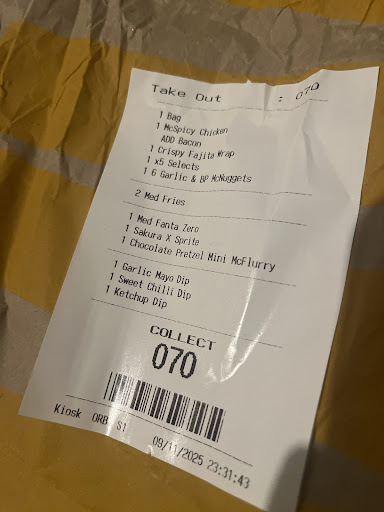 Take Out : 070
1 Bag
1 McSpicy Chicken
ADD Bacon
1 Crispy Fajita Wrap
1 x5 Selects
1 6 Garlic & BP McNuggets
2 Med Fries
1 Med Fanta Zero
1 Sakura X Sprite
1 Chocolate Pretzel Mini McFlurry
1 Garlic Mayo Dip
1 Sweet Chilli Dip
1 Ketchup Dip
COLLECT
070
Kiosk ORB S1
09/11/2025 23:31:43